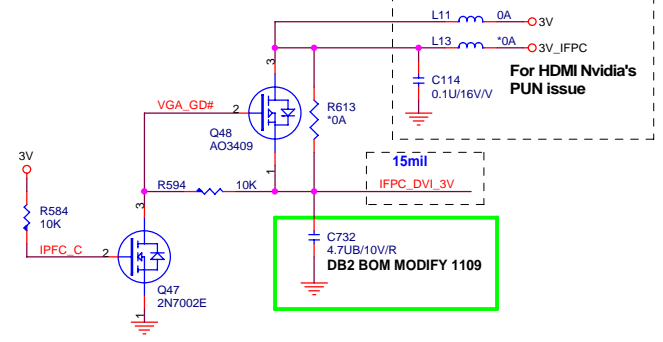 L11 0A 3V
L13 *0A 3V_IFPC
3
C114
0.1U/16V/V
For HDMI Nvidia's
PUN issue
VGA_GD# 2
R613
*0A
Q48
AO3409
1
15mil
3V
R594 10K
IFPC_DVI_3V
R584
10K
3
IPFC_C 2
C732
4.7UB/10V/R
DB2 BOM MODIFY 1109
Q47
2N7002E
1